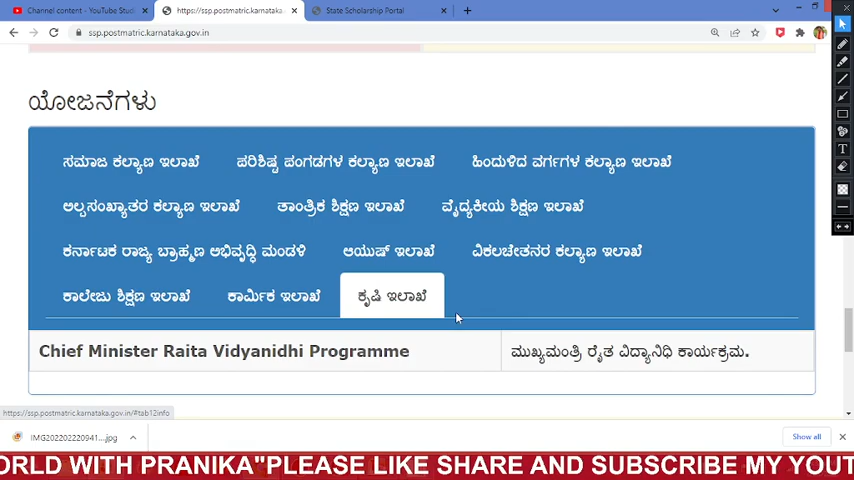 Channel content - YouTube Stud
https://ssp.postmatric.karnataka.g
State Scholarship Portal
ssp.postmatric.karnataka.gov.in
ಯೋಜನೆಗಳು
ಸಮಾಜ ಕಲ್ಯಾಣ ಇಲಾಖೆ ಪರಿಶಿಷ್ಟ ಪಂಗಡಗಳ ಕಲ್ಯಾಣ ಇಲಾಖೆ ಹಿಂದುಳಿದ ವರ್ಗಗಳ ಕಲ್ಯಾಣ ಇಲಾಖೆ
ಅಲ್ಪಸಂಖ್ಯಾತರ ಕಲ್ಯಾಣ ಇಲಾಖೆ ತಾಂತ್ರಿಕ ಶಿಕ್ಷಣ ಇಲಾಖೆ ವೈದ್ಯಕೀಯ ಶಿಕ್ಷಣ ಇಲಾಖೆ
ಕರ್ನಾಟಕ ರಾಜ್ಯ ಬ್ರಾಹ್ಮಣ ಅಭಿವೃದ್ಧಿ ಮಂಡಳಿ ಆಯುಷ್ ಇಲಾಖೆ ವಿಕಲಚೇತನರ ಕಲ್ಯಾಣ ಇಲಾಖೆ
ಕಾಲೇಜು ಶಿಕ್ಷಣ ಇಲಾಖೆ ಕಾರ್ಮಿಕ ಇಲಾಖೆ ಕೃಷಿ ಇಲಾಖೆ
Chief Minister Raita Vidyanidhi Programme ಮುಖ್ಯಮಂತ್ರಿ ರೈತ ವಿದ್ಯಾನಿಧಿ ಕಾರ್ಯಕ್ರಮ.
https://ssp.postmatric.karnataka.gov.in/#tab12info
IMG202202220941....jpg
Show all
ORLD WITH PRANIKA"PLEASE LIKE SHARE AND SUBSCRIBE MY YOUT